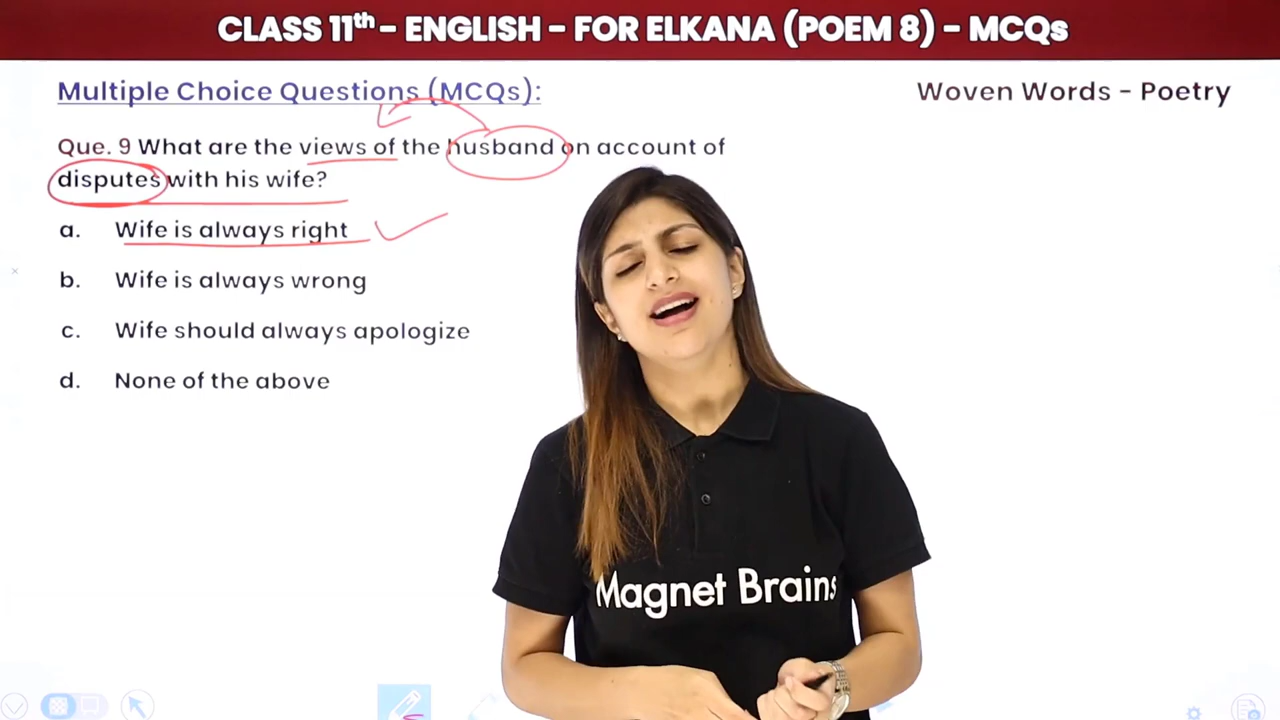 CLASS 11th - ENGLISH - FOR ELKANA (POEM 8) - MCQs
Multiple Choice Questions (MCQs):
Woven Words - Poetry
Que. 9 What are the views of the husband on account of
disputes with his wife?
a. Wife is always right
b. Wife is always wrong
c. Wife should always apologize
d. None of the above
Magnet Brains